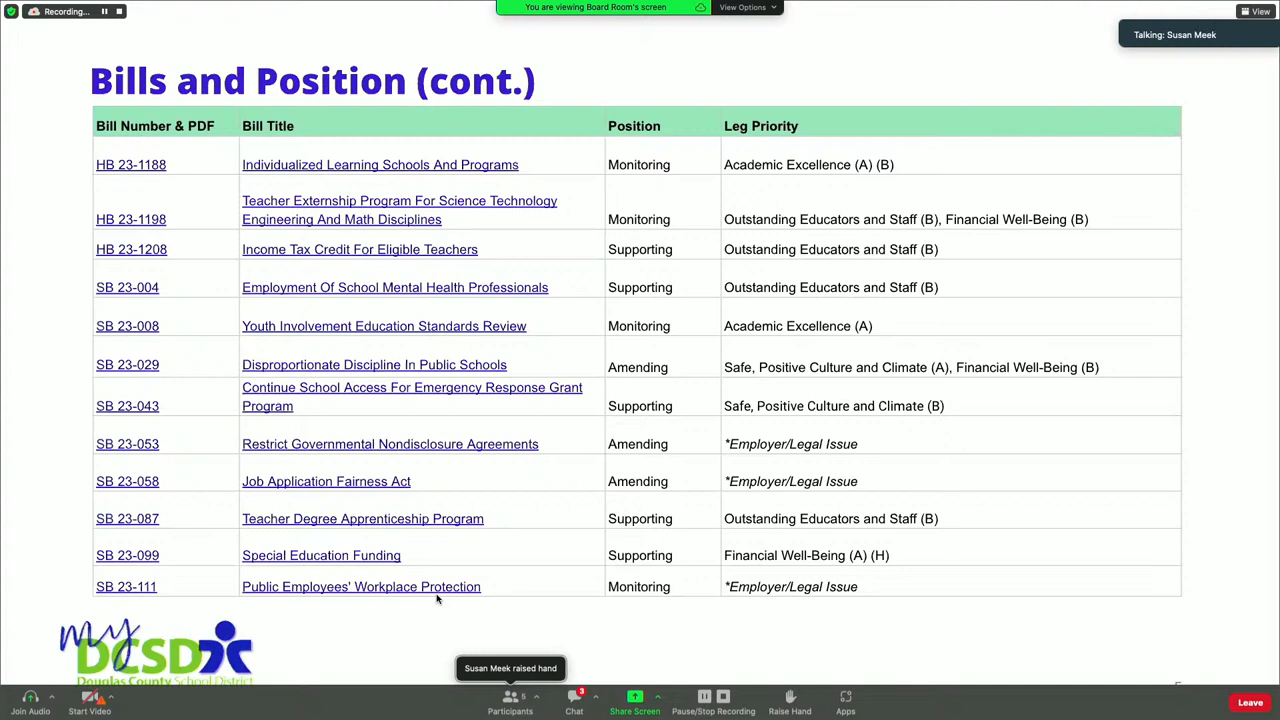 Recording...
You are viewing Board Room's screen
View Options
View
Talking: Susan Meek
Bills and Position (cont.)
Bill Number & PDF Bill Title Position Leg Priority
HB 23-1188 Individualized Learning Schools And Programs Monitoring Academic Excellence (A) (B)
Teacher Externship Program For Science Technology
HB 23-1198 Engineering And Math Disciplines Monitoring Outstanding Educators and Staff (B), Financial Well-Being (B)
HB 23-1208 Income Tax Credit For Eligible Teachers Supporting Outstanding Educators and Staff (B)
SB 23-004 Employment Of School Mental Health Professionals Supporting Outstanding Educators and Staff (B)
SB 23-008 Youth Involvement Education Standards Review Monitoring Academic Excellence (A)
SB 23-029 Disproportionate Discipline In Public Schools Amending Safe, Positive Culture and Climate (A), Financial Well-Being (B)
Continue School Access For Emergency Response Grant
SB 23-043 Program Supporting Safe, Positive Culture and Climate (B)
SB 23-053 Restrict Governmental Nondisclosure Agreements Amending *Employer/Legal Issue
SB 23-058 Job Application Fairness Act Amending *Employer/Legal Issue
SB 23-087 Teacher Degree Apprenticeship Program Supporting Outstanding Educators and Staff (B)
SB 23-099 Special Education Funding Supporting Financial Well-Being (A) (H)
SB 23-111 Public Employees' Workplace Protection Monitoring *Employer/Legal Issue
my
DCSD
Douglas County School District
Susan Meek raised hand
5
3
Join Audio
Start Video
Participants
Chat
Share Screen
Pause/Stop Recording
Raise Hand
Apps
Leave